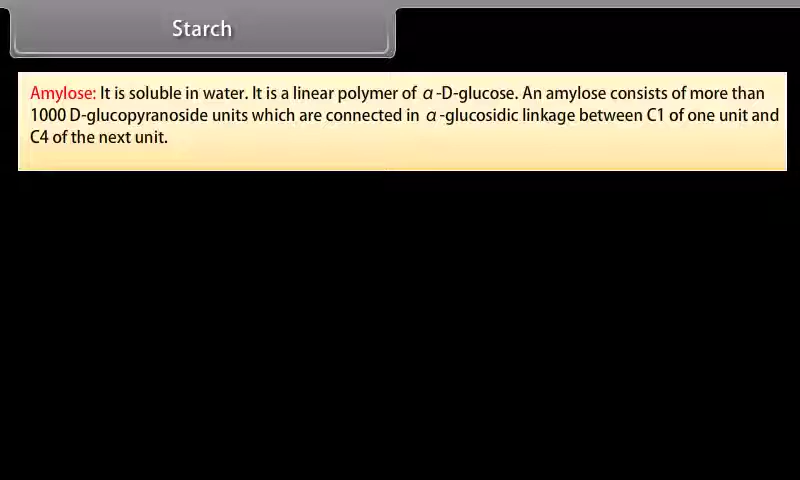 Starch
Amylose: It is soluble in water. It is a linear polymer of α-D-glucose. An amylose consists of more than
1000 D-glucopyranoside units which are connected in α-glucosidic linkage between C1 of one unit and
C4 of the next unit.